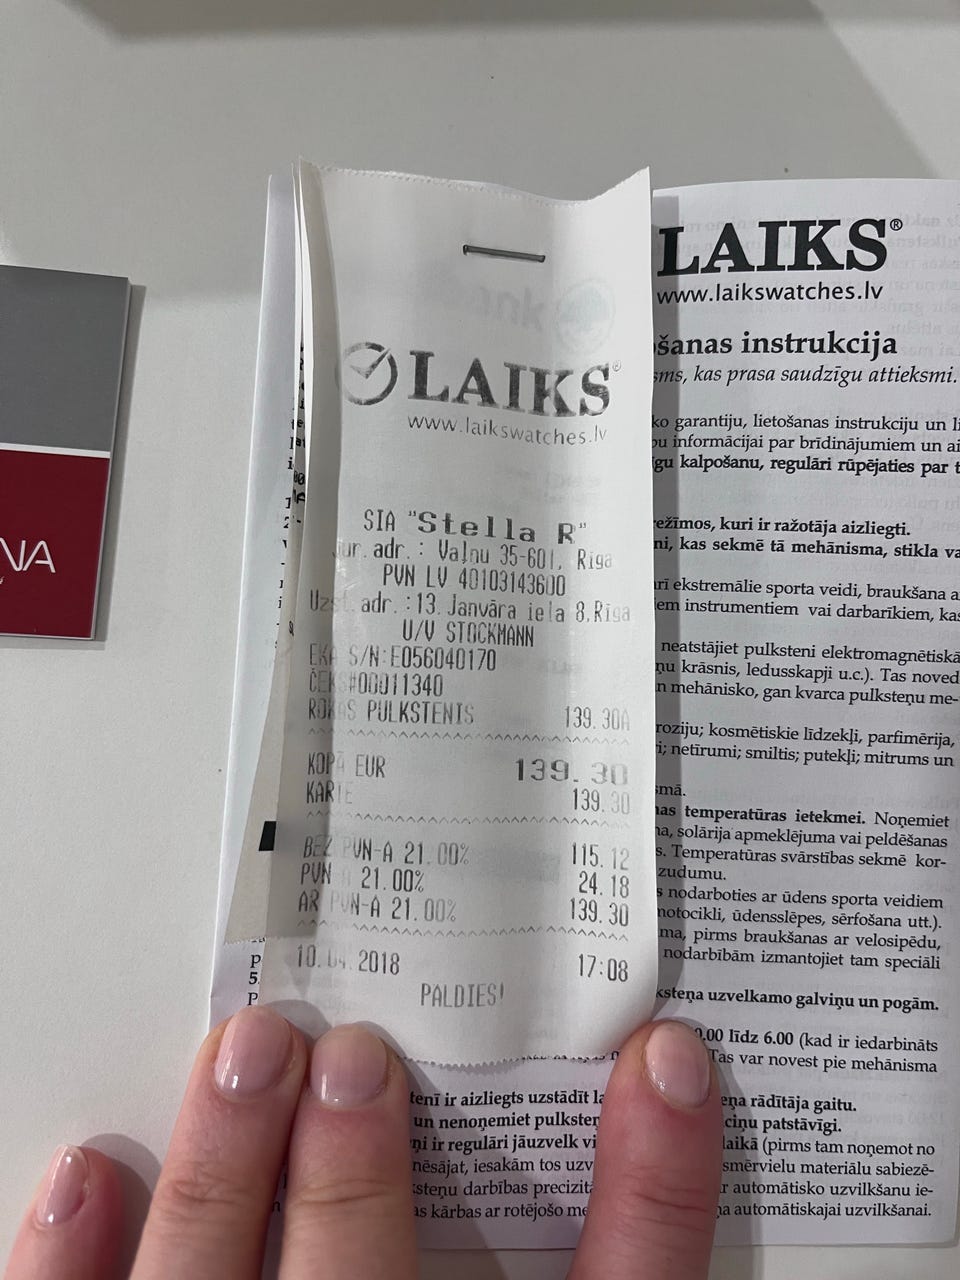 LAIKS®
www.laikswatches.lv
SIA "Stella R"
Jur. adr.: Vaļņu 35-601, Rīga
PVN LV 40103143600
Uzsk. adr.:13. Janvāra iela 8,Rīga
U/V STOCKMANN
EKA S/N:E056040170
ČEKS#00011340
ROKAS PULKSTENIS 139.30A
KOPĀ EUR 139.30
KARTE 139.30
BEZ PVN-A 21.00% 115.12
PVN A 21.00% 24.18
AR PVN-A 21.00% 139.30
10.04.2018 17:08
PALDIES!
NA
LAIKS®
www.laikswatches.lv
šanas instrukcija
sms, kas prasa saudzīgu attieksmi.
ko garantiju, lietošanas instrukciju un
informācijai par brīdinājumiem un
gu kalpošanu, regulāri rūpējaties par
režīmos, kuri ir ražotāja aizliegti.
ni, kas sekmē tā mehānisma, stikla
arī ekstremālie sporta veidi, braukšana
iem instrumentiem vai darbarīkiem,
neatstājiet pulksteni elektromagnētiskā
ņu krāsnis, ledusskapji u.c.). Tas noved
n mehānisko, gan kvarca pulksteņu me-
roziju; kosmētiskie līdzekļi, parfimērija,
i; netīrumi; smiltis; putekļi; mitrums un
smā.
nas temperatūras ietekmei. Noņemiet
na, solārija apmeklējuma vai peldēšanas
s. Temperatūras svārstības sekmē kor-
zudumu.
s nodarboties ar ūdens sporta veidiem
motocikli, ūdensslēpes, sērfošana utt.).
ma, pirms braukšanas ar velosipēdu,
nodarbībām izmantojiet tam speciāli
ksteņa uzvelkamo galviņu un pogām.
0.00 līdz 6.00 (kad ir iedarbināts
Tas var novest pie mehānisma
tenī ir aizliegts uzstādīt eņa rādītāja gaitu.
un nenoņemiet ciņu patstāvīgi.
ņi ir regulāri jāuzvelk laikā (pirms tam noņemot no
nēsājat, iesakām tos smērvielu materiālu sabiezē-
ksteņu darbības r automātisko uzvilkšanu ie-
as kārbas ar rotējošo ņa automātiskajai uzvilkšanai.